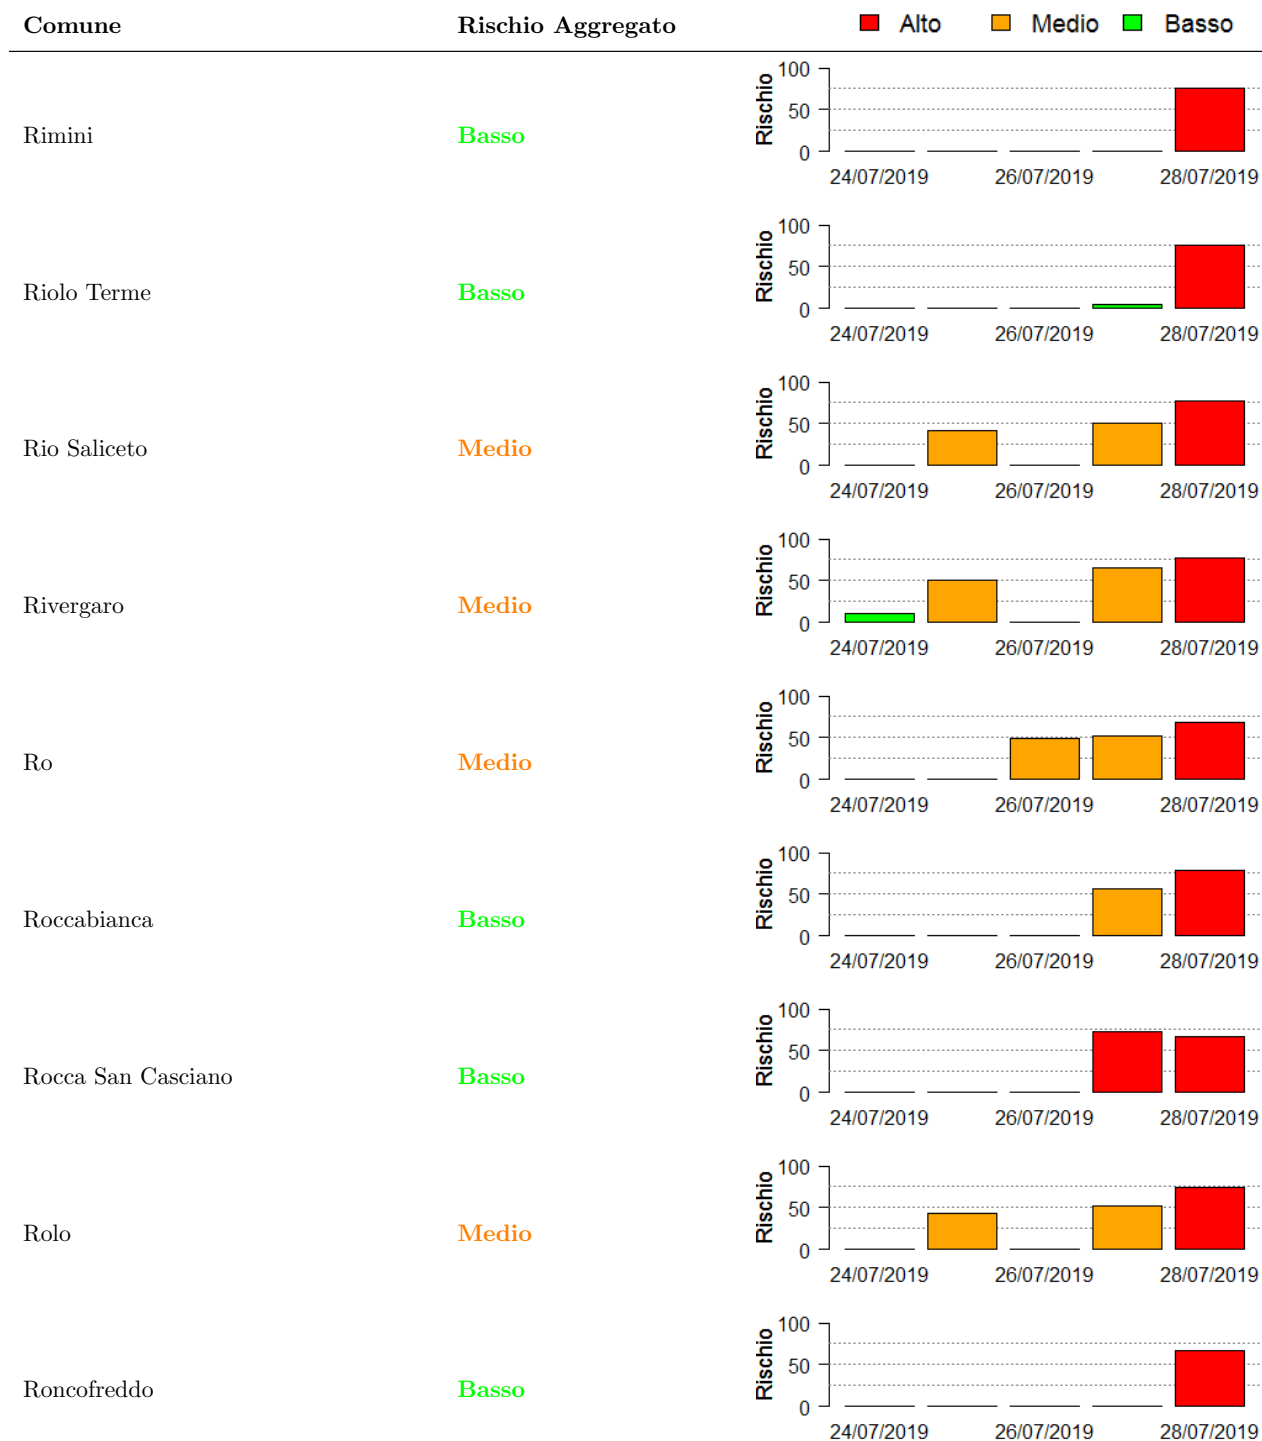 Comune Rischio Aggregato Alto Medio Basso
Rimini Basso Rischio 100 50 0
24/07/2019 26/07/2019 28/07/2019
Riolo Terme Basso Rischio 100 50 0
24/07/2019 26/07/2019 28/07/2019
Rio Saliceto Medio Rischio 100 50 0
24/07/2019 26/07/2019 28/07/2019
Rivergaro Medio Rischio 100 50 0
24/07/2019 26/07/2019 28/07/2019
Ro Medio Rischio 100 50 0
24/07/2019 26/07/2019 28/07/2019
Roccabianca Basso Rischio 100 50 0
24/07/2019 26/07/2019 28/07/2019
Rocca San Casciano Basso Rischio 100 50 0
24/07/2019 26/07/2019 28/07/2019
Rolo Medio Rischio 100 50 0
24/07/2019 26/07/2019 28/07/2019
Roncofreddo Basso Rischio 100 50 0
24/07/2019 26/07/2019 28/07/2019